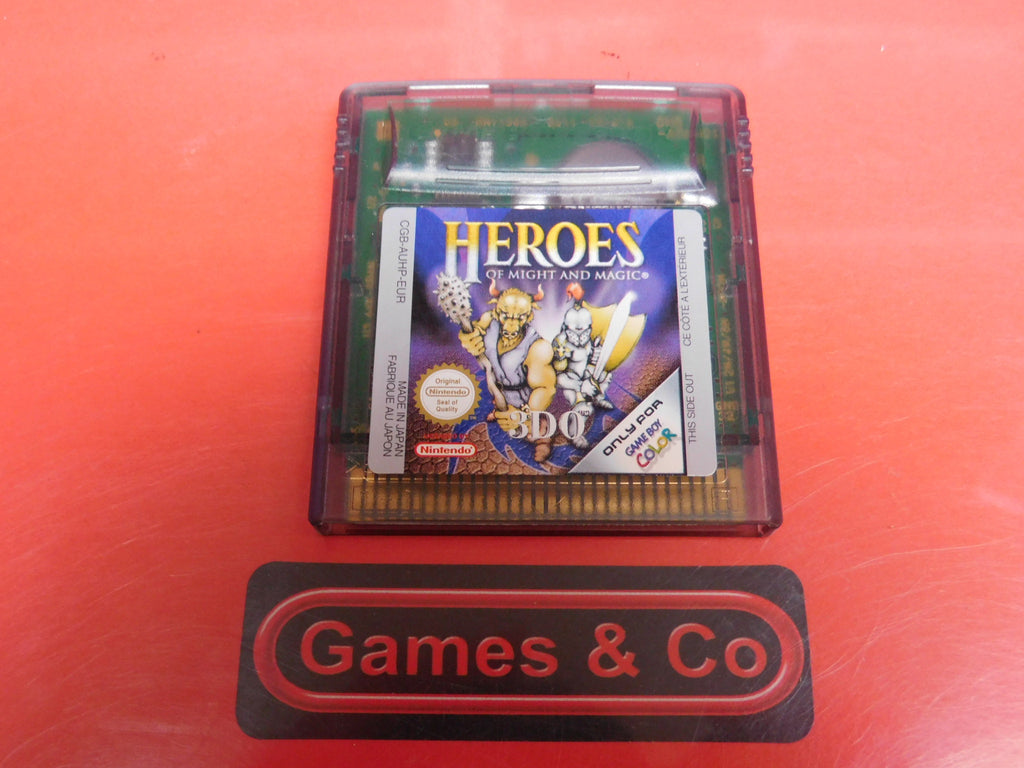 HEROES
OF MIGHT AND MAGIC®
CGB-AUHP-EUR
MADE IN JAPAN
FABRIQUE AU JAPON
CE COTÉ A L'EXTERIEUR
THIS SIDE OUT
Original
Nintendo
Seal of
Quality
Nintendo®
3DO
ONLY FOR
GAME BOY
COLOR
Games & Co